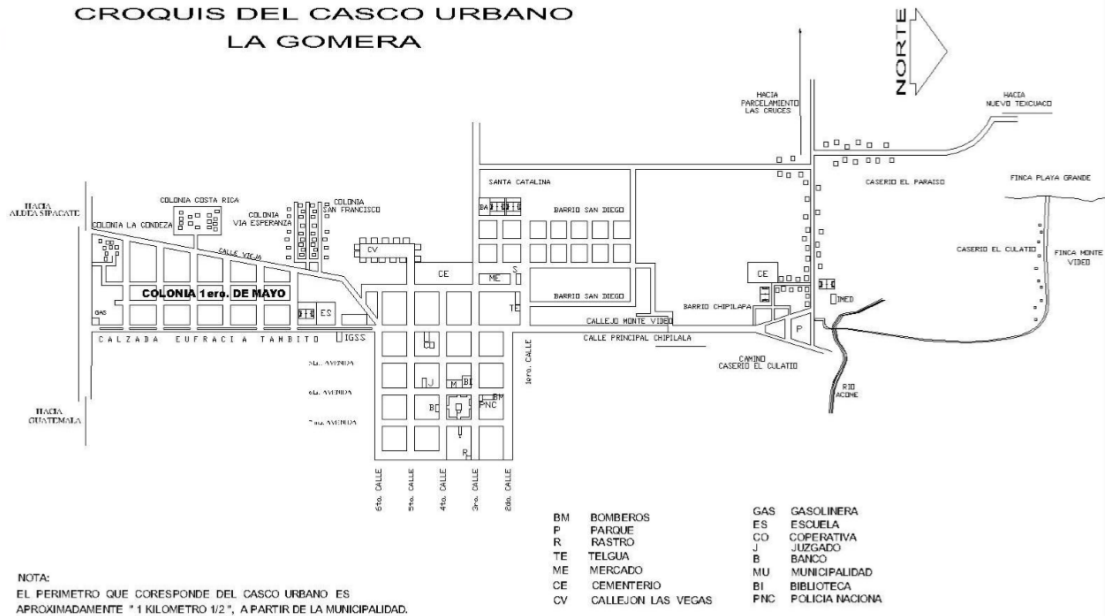 CROQUIS DEL CASCO URBANO
LA GOMERA
NORTE
HACIA
PARCELAMIENTO
LAS CRUCES
HACIA
NUEVO TEXCUACO
SANTA CATALINA
CASERIO EL PARAISO
FINCA PLAYA GRANDE
HACIA
ALDEA SIPACATE
COLONIA COSTA RICA
COLONIA LA CONDEZA
COLONIA
VIA ESPERANZA
COLONIA
SAN FRANCISCO
BA
BARRIO SAN DIEGO
CALLE VIEJA
CV
CASERIO EL CULATIO
FINCA MONTE
VIDEO
CE
ME
S
CE
COLONIA 1ero. DE MAYO
BARRIO SAN DIEGO
BARRIO CHIPILAPA
INED
GAS
ES
TE
CALLEJO MONTE VIDEO
P
CALZADA EUFRACIA TAMBITO
IGSS
CALLE PRINCIPAL CHIPILALA
CO
CAMINO
CASERIO EL CULATIO
1ero. CALLE
5ta. AVENIDA
J
M
BI
RIO
ACOME
6ta. AVENIDA
B
P
PNC
BM
HACIA
GUATEMALA
7ma. AVENIDA
R
6ta. CALLE
5ta. CALLE
4ta. CALLE
3ra. CALLE
2da. CALLE
BM BOMBEROS
P PARQUE
R RASTRO
TE TELGUA
ME MERCADO
CE CEMENTERIO
CV CALLEJON LAS VEGAS
GAS GASOLINERA
ES ESCUELA
CO COPERATIVA
J JUZGADO
B BANCO
MU MUNICIPALIDAD
BI BIBLIOTECA
PNC POLICIA NACIONA
NOTA:
EL PERIMETRO QUE CORESPONDE DEL CASCO URBANO ES
APROXIMADAMENTE " 1 KILOMETRO 1/2 ", A PARTIR DE LA MUNICIPALIDAD.